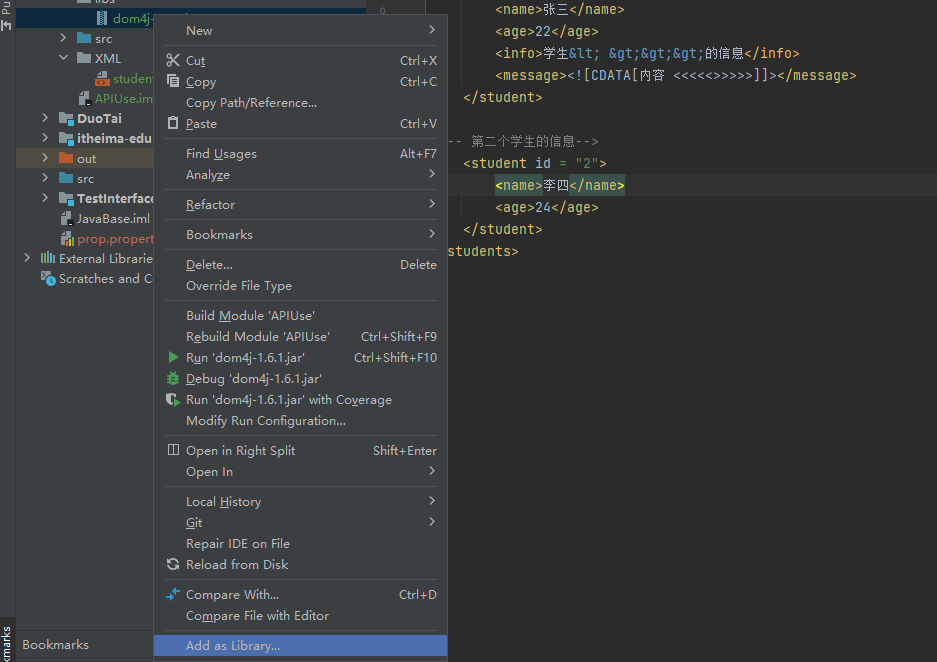 Pu
libs
dom4j-
src
XML
student
APIUse.im
DuoTai
itheima-edu
out
src
TestInterface
JavaBase.iml
prop.propert
External Librarie
Scratches and C
Bookmarks
kmarks
New
Cut Ctrl+X
Copy Ctrl+C
Copy Path/Reference...
Paste Ctrl+V
Find Usages Alt+F7
Analyze
Refactor
Bookmarks
Delete... Delete
Override File Type
Build Module 'APIUse'
Rebuild Module 'APIUse' Ctrl+Shift+F9
Run 'dom4j-1.6.1.jar' Ctrl+Shift+F10
Debug 'dom4j-1.6.1.jar'
Run 'dom4j-1.6.1.jar' with Coverage
Modify Run Configuration...
Open in Right Split Shift+Enter
Open In
Local History
Git
Repair IDE on File
Reload from Disk
Compare With... Ctrl+D
Compare File with Editor
Add as Library...
6
<name>张三</name>
<age>22</age>
<info>学生&lt; &gt;&gt;&gt;的信息</info>
<message><![CDATA[内容 <<<<<>>>>>]]></message>
</student>
-- 第二个学生的信息-->
<student id = "2">
<name>李四</name>
<age>24</age>
</student>
students>